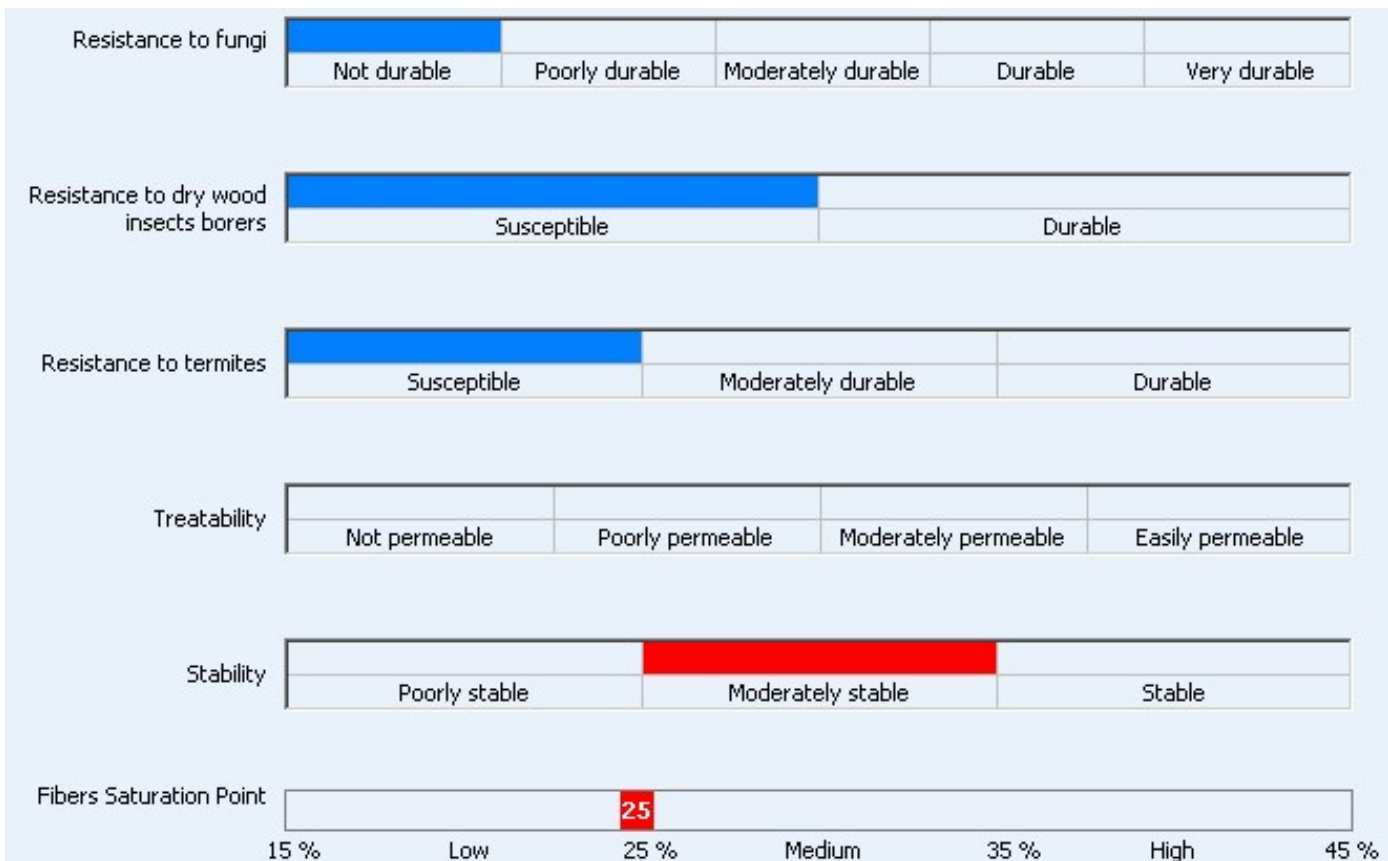 Resistance to fungi
Not durable Poorly durable Moderately durable Durable Very durable
Resistance to dry wood
insects borers
Susceptible Durable
Resistance to termites
Susceptible Moderately durable Durable
Treatability
Not permeable Poorly permeable Moderately permeable Easily permeable
Stability
Poorly stable Moderately stable Stable
Fibers Saturation Point
25
15 % Low 25 % Medium 35 % High 45 %